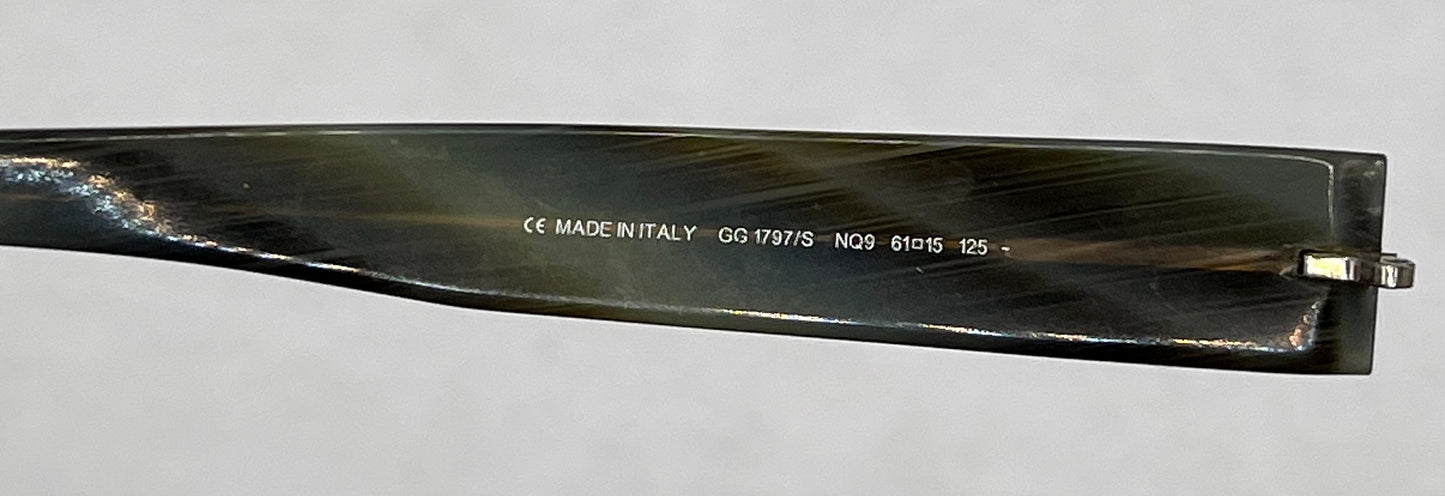 CE MADE IN ITALY GG 1797/S NQ9 61□15 125 -